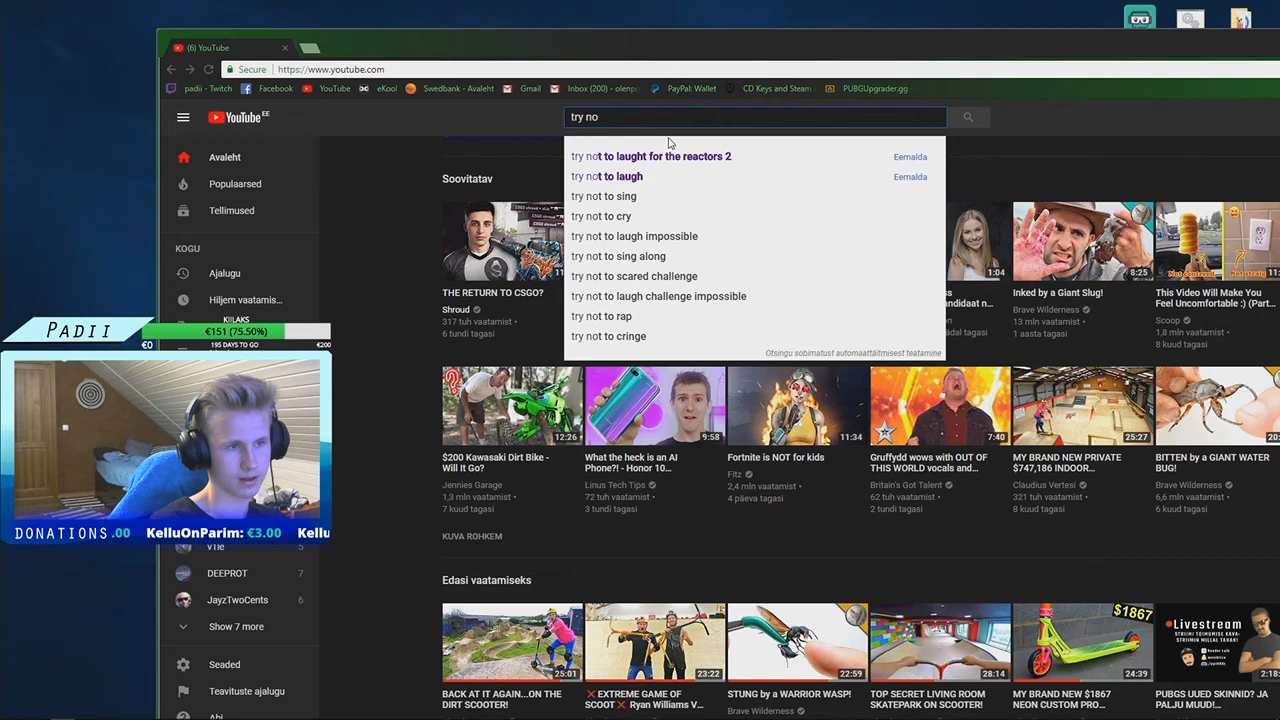 (6) YouTube
Secure
https://www.youtube.com
padii - Twitch
Facebook
YouTube
eKool
Swedbank - Avaleht
Gmail
Inbox (200) - olenpo
PayPal: Wallet
CD Keys and Steam
PUBGUpgrader.gg -
YouTube EE
try no
try not to laught for the reactors 2
Eemalda
try not to laugh
Eemalda
try not to sing
try not to cry
try not to laugh impossible
try not to sing along
try not to scared challenge
try not to laugh challenge impossible
try not to rap
try not to cringe
Otsingu sobimatust automaattäitmisest teatamine
Avaleht
Populaarsed
Tellimused
KOGU
Ajalugu
Hiljem vaatamis...
KIILAKS
PADII
€151 (75.50%)
€0
195 DAYS TO GO
€200
DONATIONS
.00
KelluOnParim: €3.00
Kellu
VTie
5
DEEPROT
7
JayzTwoCents
6
Show 7 more
Seaded
Teavituste ajalugu
Abi
Soovitatav
THE RETURN TO CSGO?
Shroud
317 tuh vaatamist •
6 tundi tagasi
1:04
8:25
Inked by a Giant Slug!
Brave Wilderness
13 mln vaatamist •
1 aasta tagasi
Not centered...
Not straig
This Video Will Make You
Feel Uncomfortable :) (Part...
Scoop
1,8 mln vaatamist •
8 kuud tagasi
12:26
$200 Kawasaki Dirt Bike -
Will It Go?
Jennies Garage
1,3 mln vaatamist •
7 kuud tagasi
9:58
What the heck is an AI
Phone?! - Honor 10...
Linus Tech Tips
72 tuh vaatamist •
3 tundi tagasi
11:34
Fortnite is NOT for kids
Fitz
2,4 mln vaatamist •
4 päeva tagasi
7:40
Gruffydd wows with OUT OF
THIS WORLD vocals and...
Britain's Got Talent
62 tuh vaatamist •
2 tundi tagasi
25:27
MY BRAND NEW PRIVATE
$747,186 INDOOR...
Claudius Vertesi
321 tuh vaatamist •
8 kuud tagasi
BITTEN by a GIANT WATER
BUG!
Brave Wilderness
6,6 mln vaatamist •
KUVA ROHKEM
Edasi vaatamiseks
25:01
BACK AT IT AGAIN...ON THE
DIRT SCOOTER!
23:22
❌EXTREME GAME OF
SCOOT❌ Ryan Williams V...
22:59
STUNG by a WARRIOR WASP!
Brave Wilderness
28:14
TOP SECRET LIVING ROOM
SKATEPARK ON SCOOTER!
$1867
24:39
MY BRAND NEW $1867
NEON CUSTOM PRO...
Livestream
2:18:
PUBGS UUED SKINNID? JA
PALJU MUUD!...